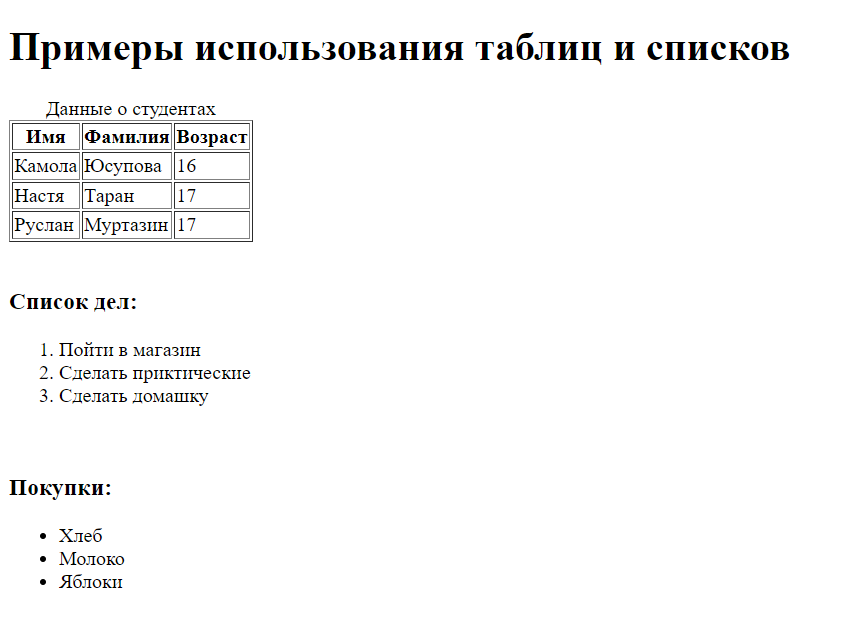 Примеры использования таблиц и списков
Данные о студентах
Имя Фамилия Возраст
Камола Юсупова 16
Настя Таран 17
Руслан Муртазин 17
Список дел:
1. Пойти в магазин
2. Сделать приктические
3. Сделать домашку
Покупки:
• Хлеб
• Молоко
• Яблоки